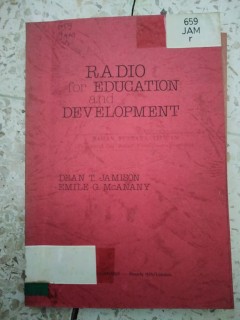 659
JAM
r
RADIO
for EDUCATION
and
DEVELOPMENT
DEAN T. JAMISON
EMILE G. McANANY